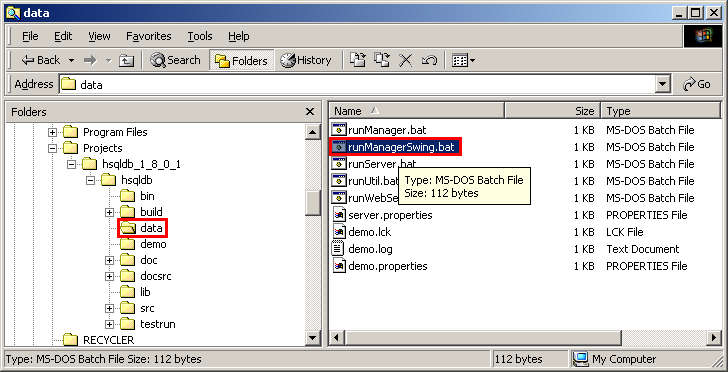 data
File Edit View Favorites Tools Help
Back Search Folders History
Address data Go
Folders
Program Files
Projects
hsqldb_1_8_0_1
hsqldb
bin
build
data
demo
doc
docsrc
lib
src
testrun
RECYCLER
Name Size Type
runManager.bat 1 KB MS-DOS Batch File
runManagerSwing.bat 1 KB MS-DOS Batch File
runServer.bat 1 KB MS-DOS Batch File
runUtil.bat 1 KB MS-DOS Batch File
runWebSe 1 KB MS-DOS Batch File
server.properties 1 KB PROPERTIES File
demo.lck 1 KB LCK File
demo.log 1 KB Text Document
demo.properties 1 KB PROPERTIES File
Type: MS-DOS Batch File
Size: 112 bytes
Type: MS-DOS Batch File Size: 112 bytes 112 bytes My Computer